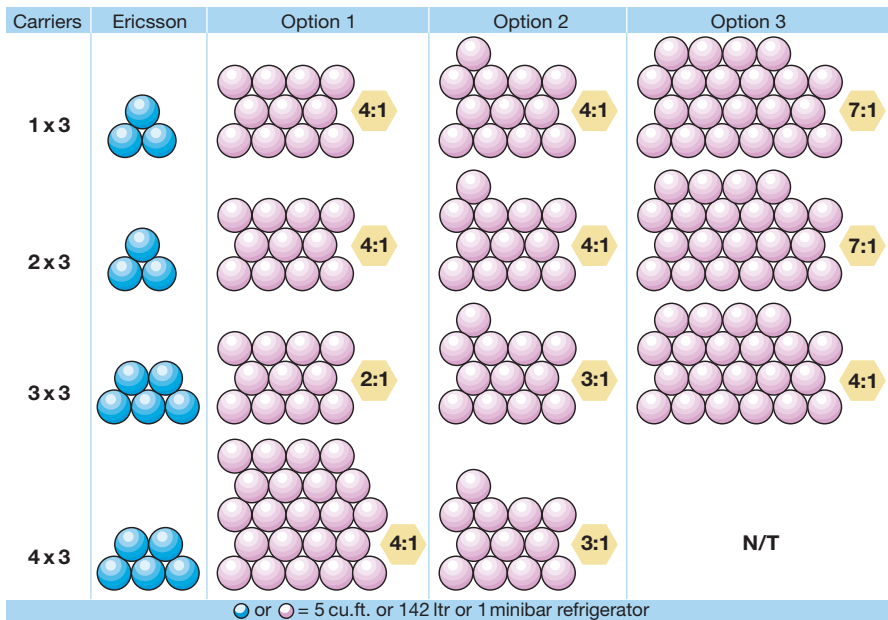 Carriers Ericsson Option 1 Option 2 Option 3
1 x 3 4:1 4:1 7:1
2 x 3 4:1 4:1 7:1
3 x 3 2:1 3:1 4:1
4 x 3 4:1 3:1 N/T
or = 5 cu.ft. or 142 ltr or 1 minibar refrigerator